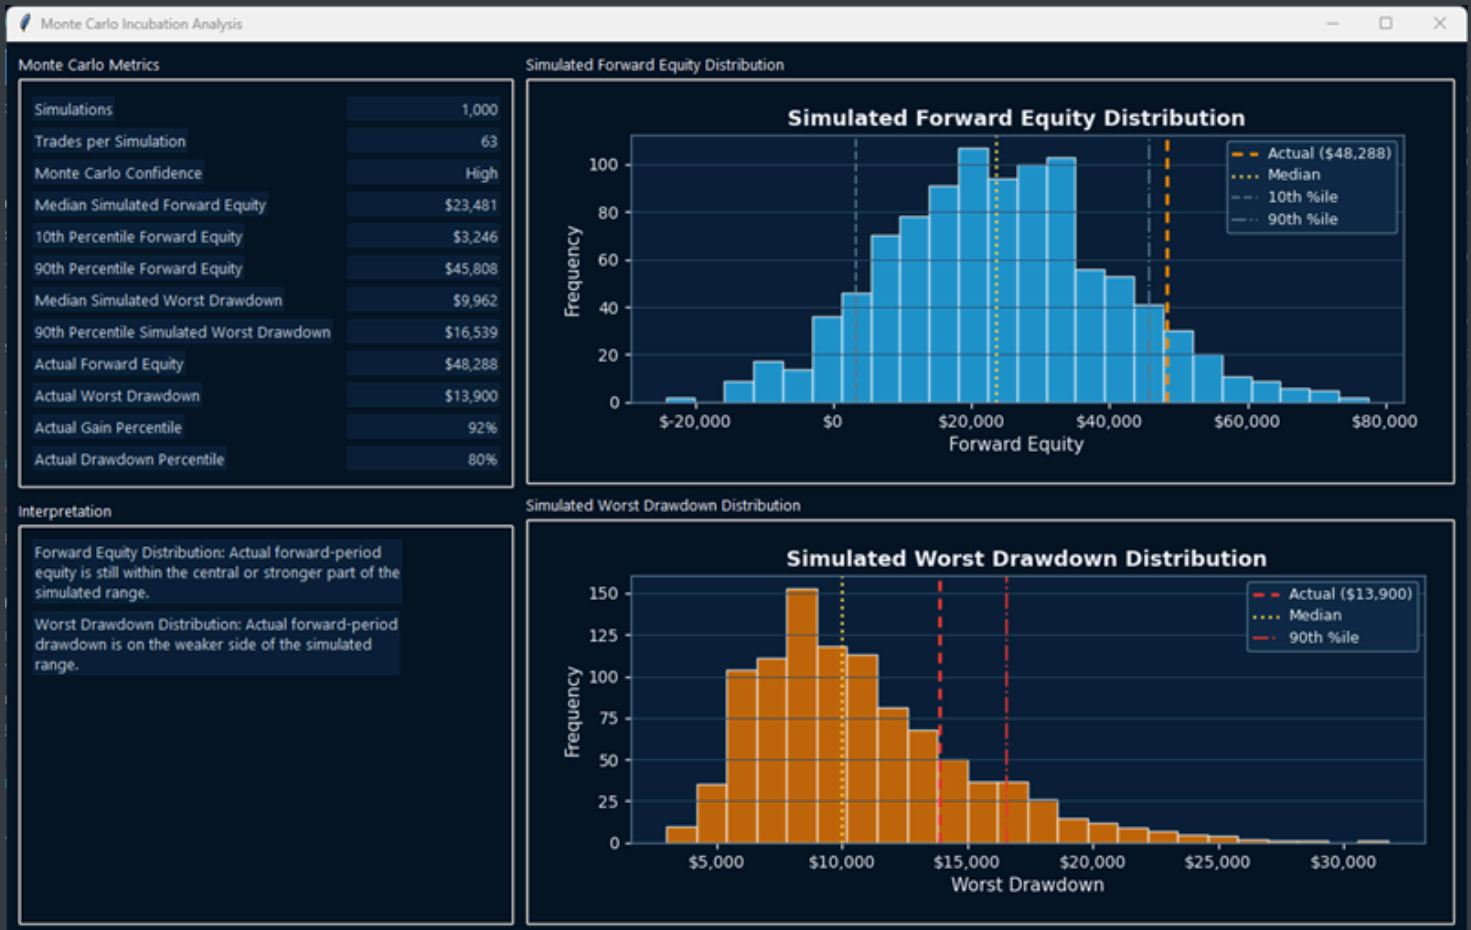 Monte Carlo Incubation Analysis
Monte Carlo Metrics
Simulations 1,000
Trades per Simulation 63
Monte Carlo Confidence High
Median Simulated Forward Equity $23,481
10th Percentile Forward Equity $3,246
90th Percentile Forward Equity $45,808
Median Simulated Worst Drawdown $9,962
90th Percentile Simulated Worst Drawdown $16,539
Actual Forward Equity $48,288
Actual Worst Drawdown $13,900
Actual Gain Percentile 92%
Actual Drawdown Percentile 80%
Interpretation
Forward Equity Distribution: Actual forward-period
equity is still within the central or stronger part of the
simulated range.
Worst Drawdown Distribution: Actual forward-period
drawdown is on the weaker side of the simulated
range.
Simulated Forward Equity Distribution
Simulated Forward Equity Distribution
Actual ($48,288)
Median
10th %ile
90th %ile
Frequency
100
80
60
40
20
0
$-20,000 $0 $20,000 $40,000 $60,000 $80,000
Forward Equity
Simulated Worst Drawdown Distribution
Simulated Worst Drawdown Distribution
Actual ($13,900)
Median
90th %ile
Frequency
150
125
100
75
50
25
0
$5,000 $10,000 $15,000 $20,000 $25,000 $30,000
Worst Drawdown